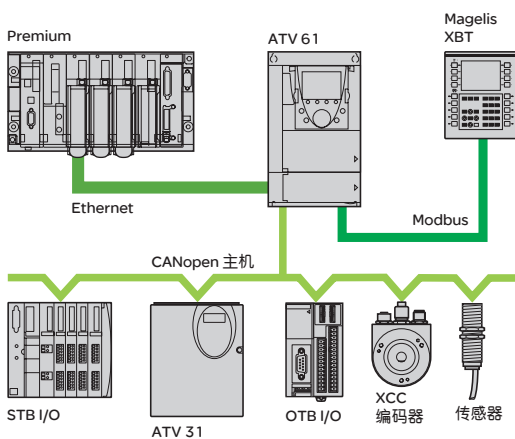 Premium
ATV 61
Magelis
XBT
Ethernet
Modbus
CANopen 主机
STB I/O
ATV 31
OTB I/O
XCC
编码器
传感器